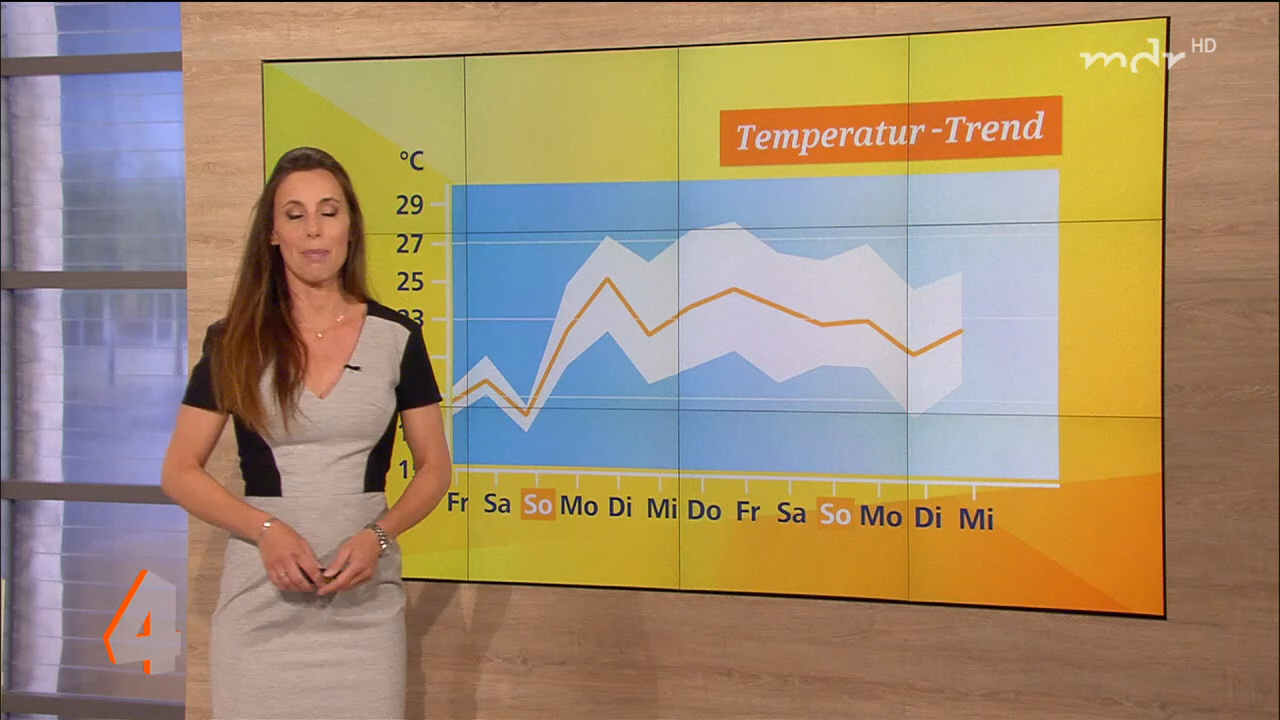 mdr HD
Temperatur-Trend
°C
29
27
25
Fr Sa So Mo Di Mi Do Fr Sa So Mo Di Mi
4